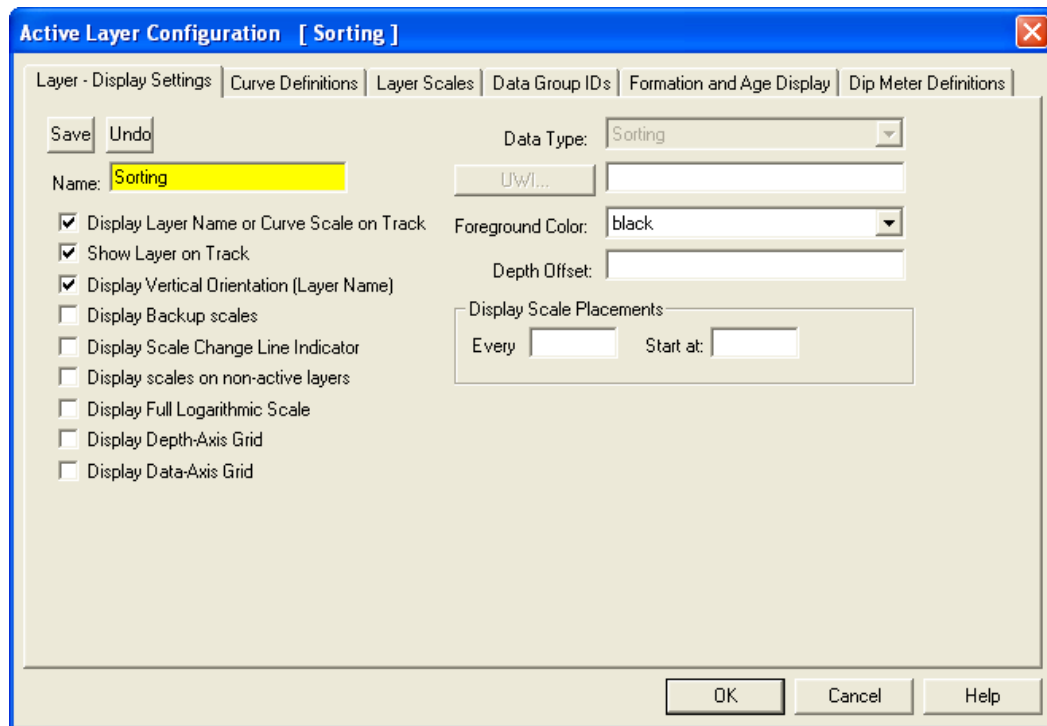 Active Layer Configuration [ Sorting ]
Layer - Display Settings Curve Definitions Layer Scales Data Group IDs Formation and Age Display Dip Meter Definitions
Save Undo
Name: Sorting
Display Layer Name or Curve Scale on Track
Show Layer on Track
Display Vertical Orientation (Layer Name)
Display Backup scales
Display Scale Change Line Indicator
Display scales on non-active layers
Display Full Logarithmic Scale
Display Depth-Axis Grid
Display Data-Axis Grid
Data Type: Sorting
UWI...
Foreground Color: black
Depth Offset:
Display Scale Placements
Every Start at:
OK Cancel Help